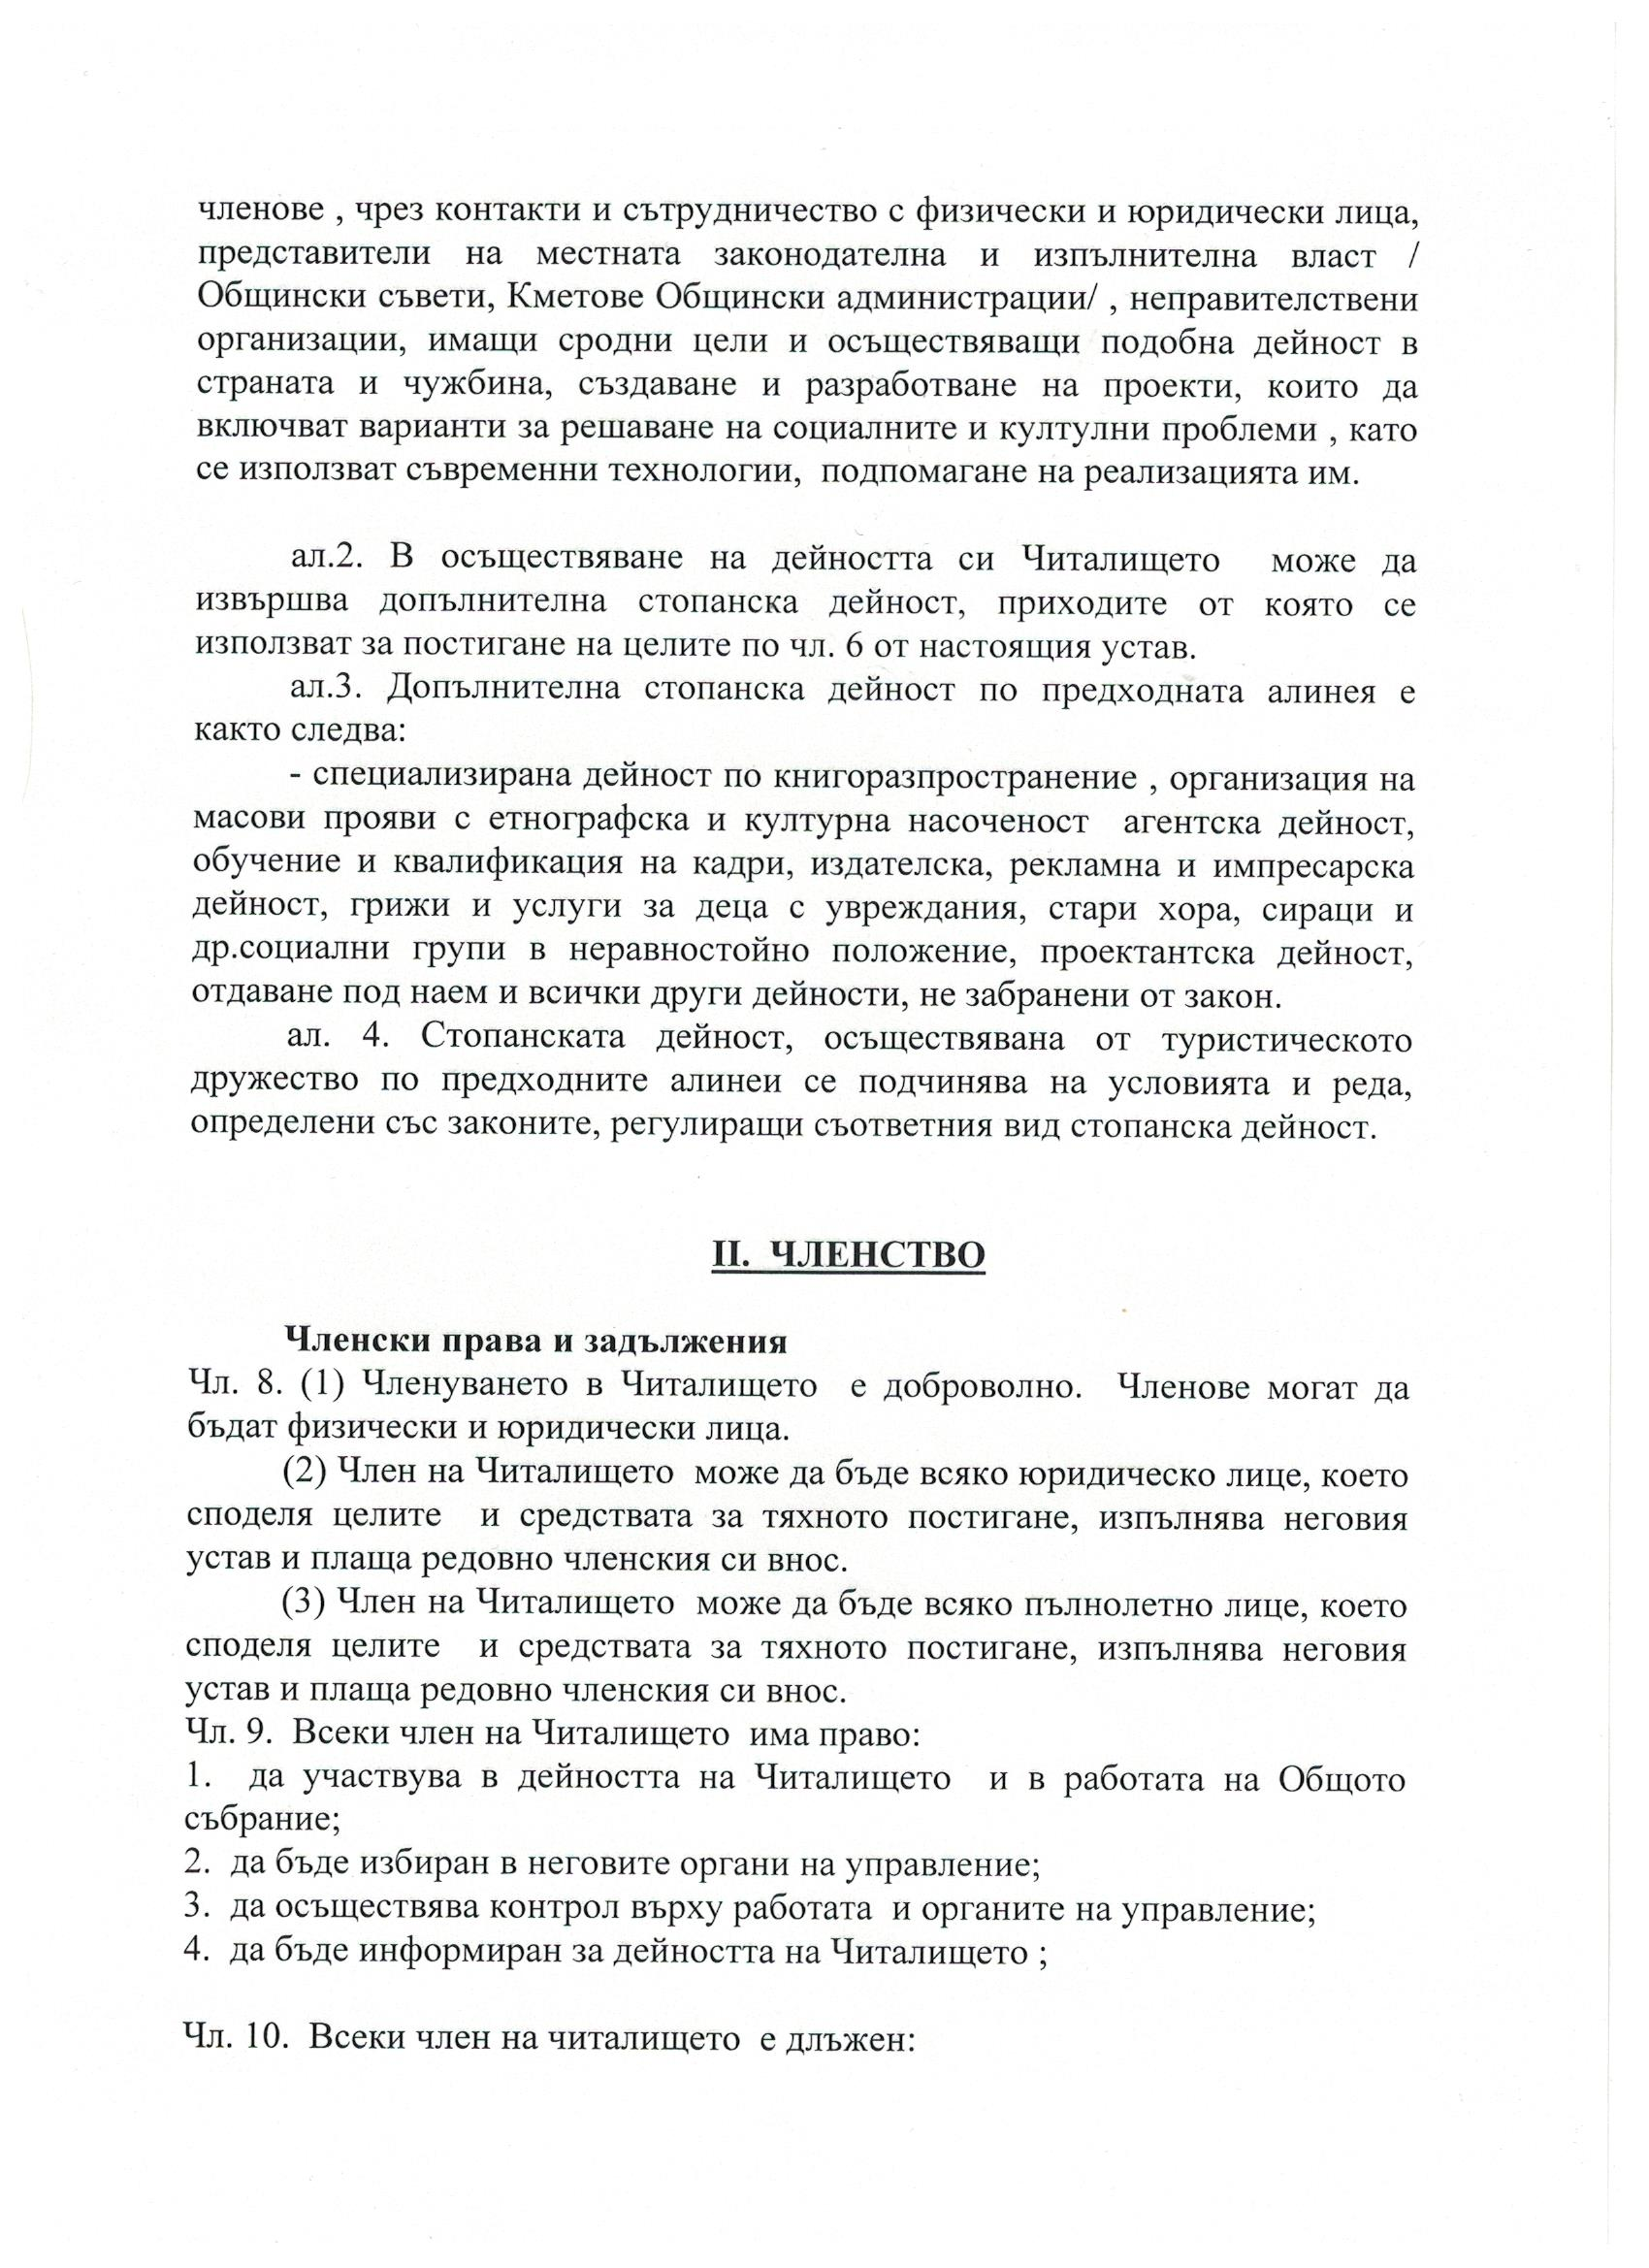 членове , чрез контакти и сътрудничество с физически и юридически лица,
представители на местната законодателна и изпълнителна власт /
Общински съвети, Кметове Общински администрации/ , неправителствени
организации, имащи сродни цели и осъществяващи подобна дейност в
страната и чужбина, създаване и разработване на проекти, които да
включват варианти за решаване на социалните и култулни проблеми , като
се използват съвременни технологии, подпомагане на реализацията им.
ал.2. В осъществяване на дейността си Читалището може да
извършва допълнителна стопанска дейност, приходите от която се
използват за постигане на целите по чл. 6 от настоящия устав.
ал.3. Допълнителна стопанска дейност по предходната алинея е
както следва:
- специализирана дейност по книгоразпространение , организация на
масови прояви с етнографска и културна насоченост агентска дейност,
обучение и квалификация на кадри, издателска, рекламна и импресарска
дейност, грижи и услуги за деца с увреждания, стари хора, сираци и
др.социални групи в неравностойно положение, проектантска дейност,
отдаване под наем и всички други дейности, не забранени от закон.
ал. 4. Стопанската дейност, осъществявана от туристическото
дружество по предходните алинеи се подчинява на условията и реда,
определени със законите, регулиращи съответния вид стопанска дейност.
II. ЧЛЕНСТВО
Членски права и задължения
Чл. 8. (1) Членуването в Читалището е доброволно. Членове могат да
бъдат физически и юридически лица.
(2) Член на Читалището може да бъде всяко юридическо лице, което
споделя целите и средствата за тяхното постигане, изпълнява неговия
устав и плаща редовно членския си внос.
(3) Член на Читалището може да бъде всяко пълнолетно лице, което
споделя целите и средствата за тяхното постигане, изпълнява неговия
устав и плаща редовно членския си внос.
Чл. 9. Всеки член на Читалището има право:
1. да участвува в дейността на Читалището и в работата на Общото
събрание;
2. да бъде избиран в неговите органи на управление;
3. да осъществява контрол върху работата и органите на управление;
4. да бъде информиран за дейността на Читалището ;
Чл. 10. Всеки член на читалището е длъжен: